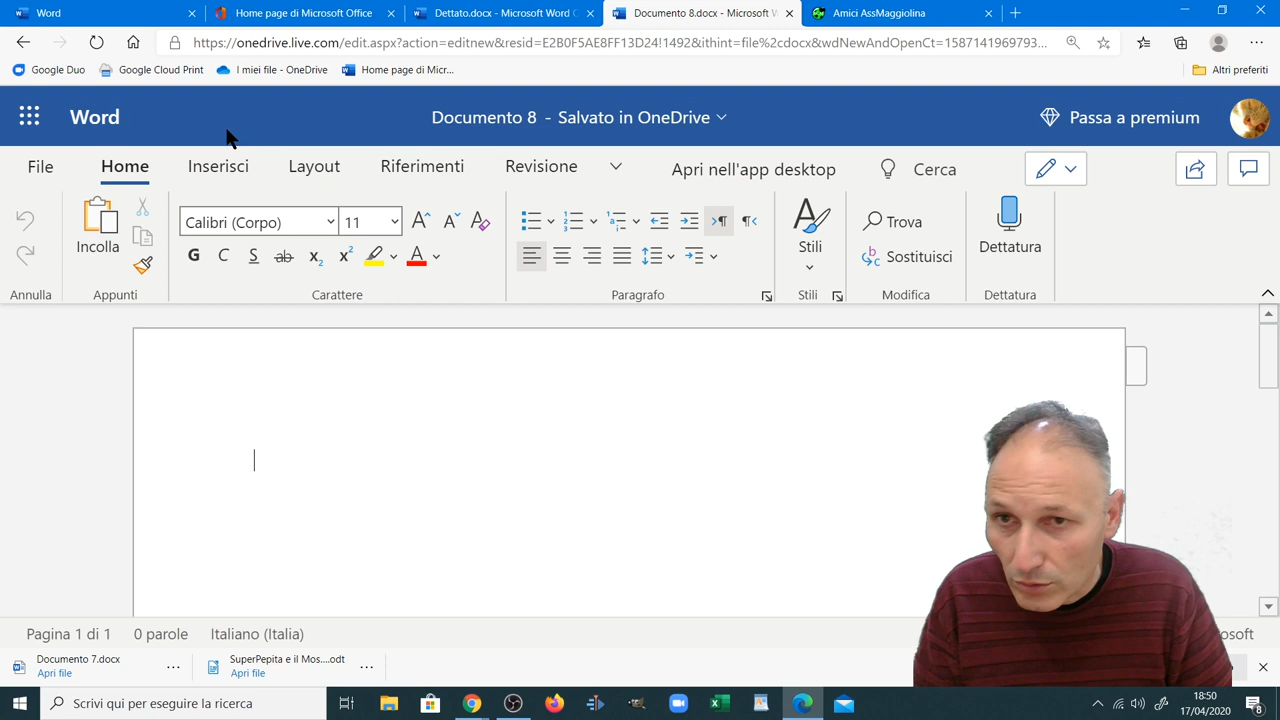 Word
Home page di Microsoft Office
Dettato.docx - Microsoft Word
Documento 8.docx - Microsoft W
Amici AssMaggiolina
https://onedrive.live.com/edit.aspx?action=editnew&resid=E2B0F5AE8FF13D24!1492&ithint=file%2cdocx&wdNewAndOpenCt=1587141969793...
Google Duo
Google Cloud Print
I miei file - OneDrive
Home page di Micr...
Altri preferiti
Word
Documento 8 - Salvato in OneDrive
Passa a premium
File
Home
Inserisci
Layout
Riferimenti
Revisione
Apri nell'app desktop
Cerca
Incolla
Calibri (Corpo)
11
Stili
Trova
Sostituisci
Dettatura
G C S ab x2 x2 A
Annulla
Appunti
Carattere
Paragrafo
Stili
Modifica
Dettatura
Pagina 1 di 1
0 parole
Italiano (Italia)
osoft
Documento 7.docx
Apri file
SuperPepita e il Mos....odt
Apri file
Scrivi qui per eseguire la ricerca
18:50
17/04/2020
8